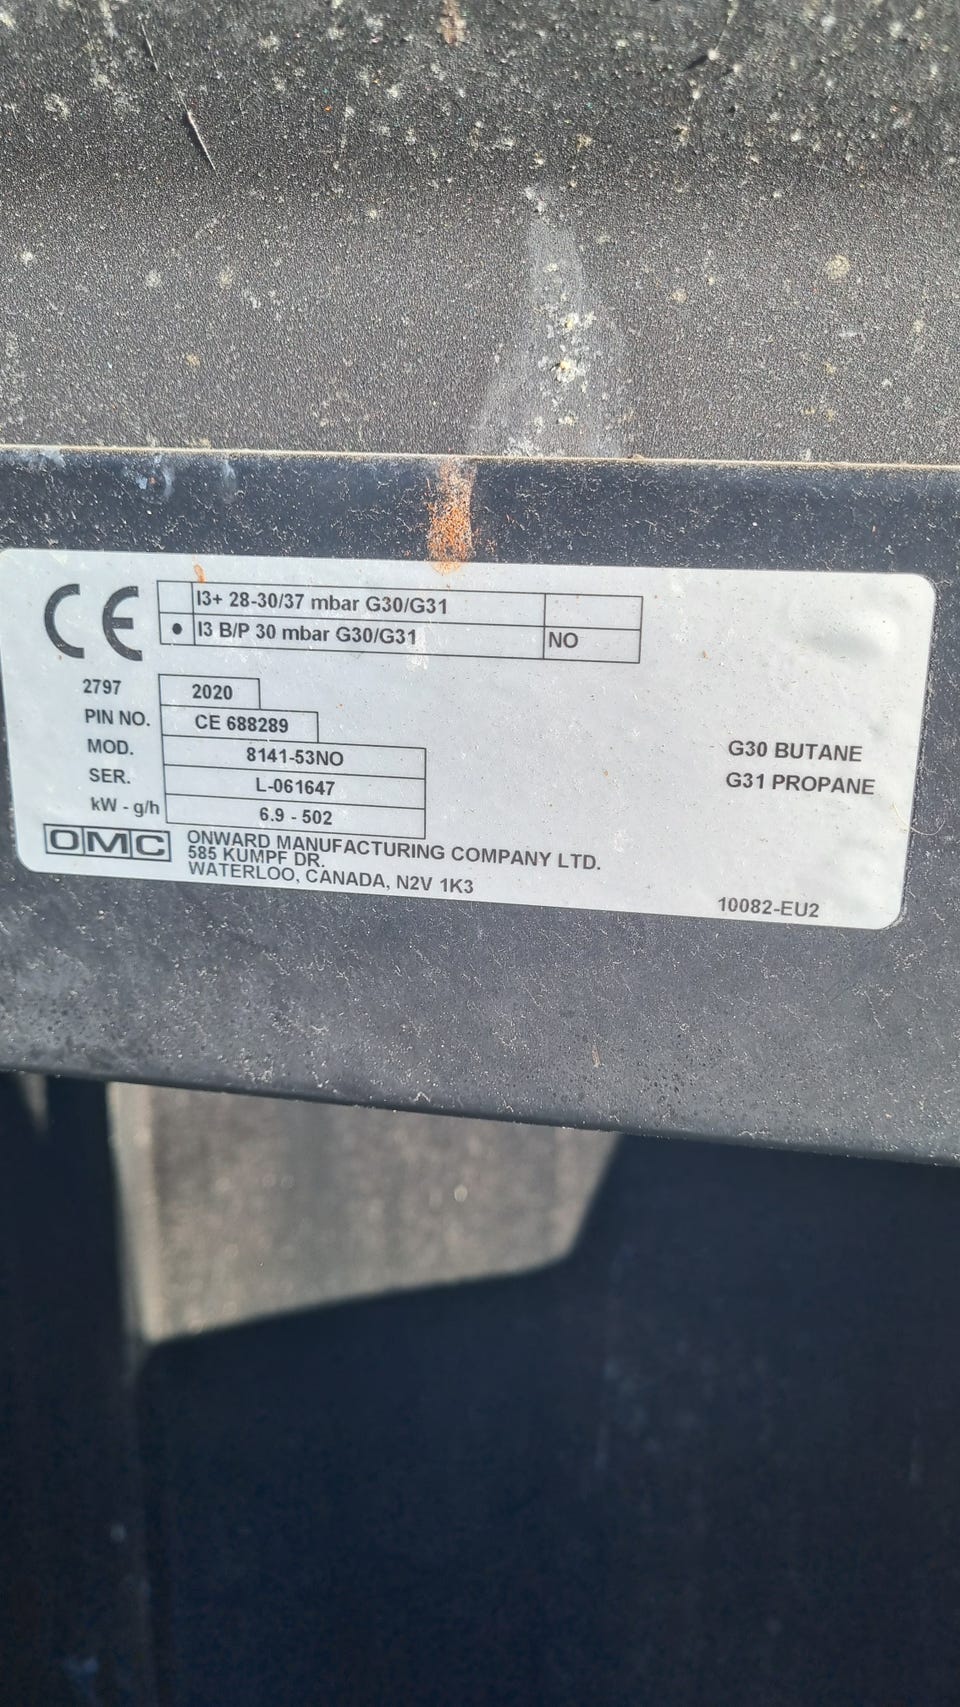 CE
I3+ 28-30/37 mbar G30/G31
● I3 B/P 30 mbar G30/G31 NO
2797 2020
PIN NO. CE 688289
MOD. 8141-53NO
SER. L-061647
kW - g/h 6.9 - 502
G30 BUTANE
G31 PROPANE
OMC ONWARD MANUFACTURING COMPANY LTD.
585 KUMPF DR.
WATERLOO, CANADA, N2V 1K3
10082-EU2